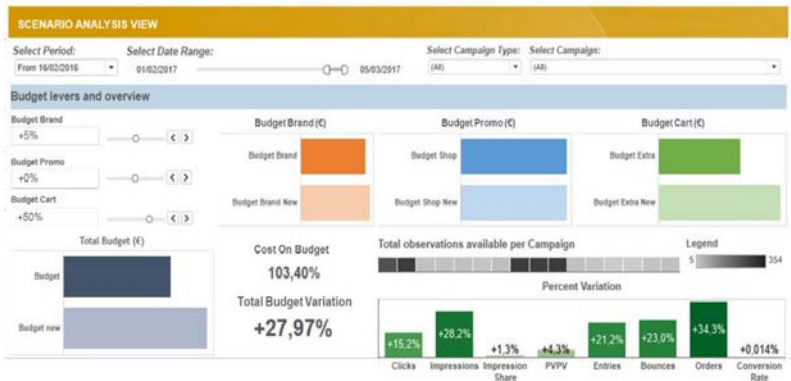 SCENARIO ANALYSIS VIEW
Select Period: Select Date Range: Select Campaign Type: Select Campaign:
From 16/02/2016 01/02/2017 05/03/2017 (All) (All)
Budget levers and overview
Budget Brand
+5%
Budget Promo
+0%
Budget Cart
+50%
Budget Brand (€)
Budget Brand
Budget Brand New
Budget Promo (€)
Budget Shop
Budget Shop New
Budget Cart (€)
Budget Extra
Budget Extra New
Total Budget (€)
Budget
Budget new
Cost On Budget
103,40%
Total Budget Variation
+27,97%
Total observations available per Campaign
Legend
5 354
Percent Variation
+15,2% +28,2% +1,3% +4,3% +21,2% +23,0% +34,3% +0,014%
Clicks Impressions Impression Share PVPV Entries Bounces Orders Conversion Rate